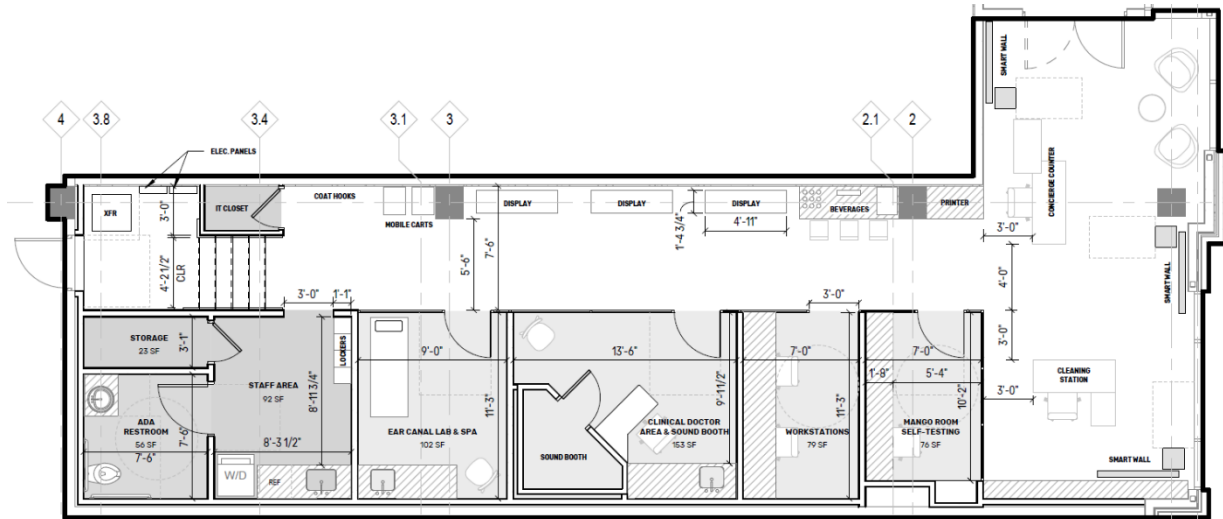 4
3.8
3.4
3.1
3
2.1
2
ELEC. PANELS
SMART WALL
XFR
3'-0"
IT CLOSET
COAT HOOKS
MOBILE CARTS
DISPLAY
DISPLAY
DISPLAY
1'-4 3/4"
4'-11"
BEVERAGES
PRINTER
CONCIERGE COUNTER
3'-0"
4'-2 1/2"
CLR
5'-6"
7'-6"
4'-0"
SMART WALL
3'-0"
1'-1"
3'-0"
STORAGE
23 SF
3'-1"
LOCKERS
9'-0"
13'-6"
7'-0"
7'-0"
3'-0"
STAFF AREA
92 SF
8'-11 3/4"
9'-11 1/2"
1'-8"
5'-4"
CLEANING
STATION
3'-0"
ADA
RESTROOM
56 SF
7'-6"
7'-6"
8'-3 1/2"
11'-3"
EAR CANAL LAB & SPA
102 SF
CLINICAL DOCTOR
AREA & SOUND BOOTH
153 SF
SOUND BOOTH
11'-3"
WORKSTATIONS
79 SF
10'-2"
MANGO ROOM
SELF-TESTING
76 SF
W/D
REF
SMART WALL